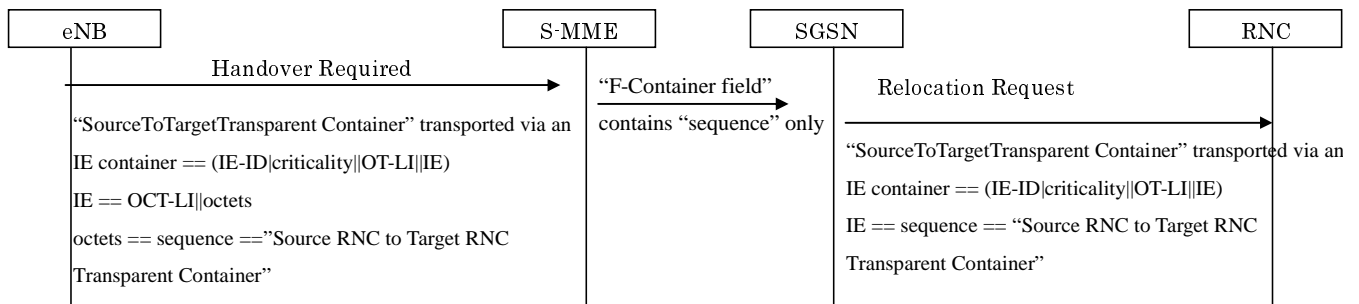 eNB
S-MME
SGSN
RNC
Handover Required
“SourceToTargetTransparent Container” transported via an
IE container == (IE-ID|criticality||OT-LI||IE)
IE == OCT-LI||octets
octets == sequence ==”Source RNC to Target RNC
Transparent Container”
“F-Container field”
contains “sequence” only
Relocation Request
“SourceToTargetTransparent Container” transported via an
IE container == (IE-ID|criticality||OT-LI||IE)
IE == sequence == “Source RNC to Target RNC
Transparent Container”